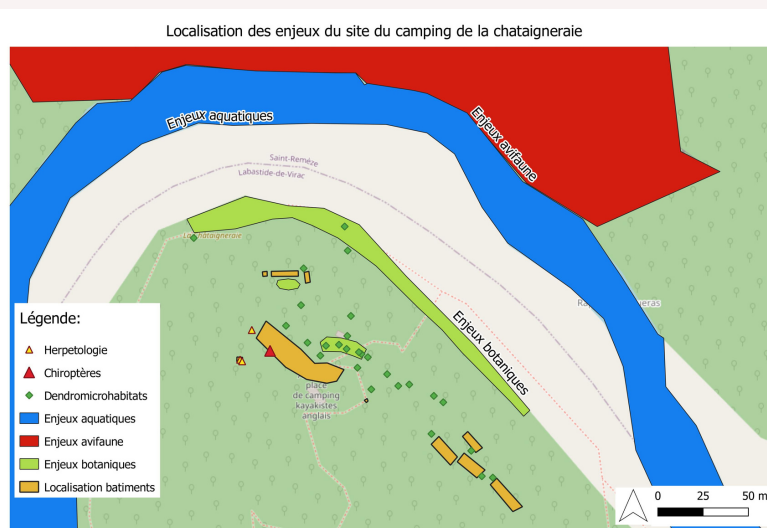 Localisation des enjeux du site du camping de la chataigneraie
Enjeux aquatiques
Enjeux avifaune
Saint-Remèze
Labastide-de-Virac
La Châtaigneraie
Enjeux botaniques
place
de camping
kayakistes
anglais
Légende:
Herpetologie
Chiroptères
Dendromicrohabitats
Enjeux aquatiques
Enjeux avifaune
Enjeux botaniques
Localisation batiments
0 25 50 m